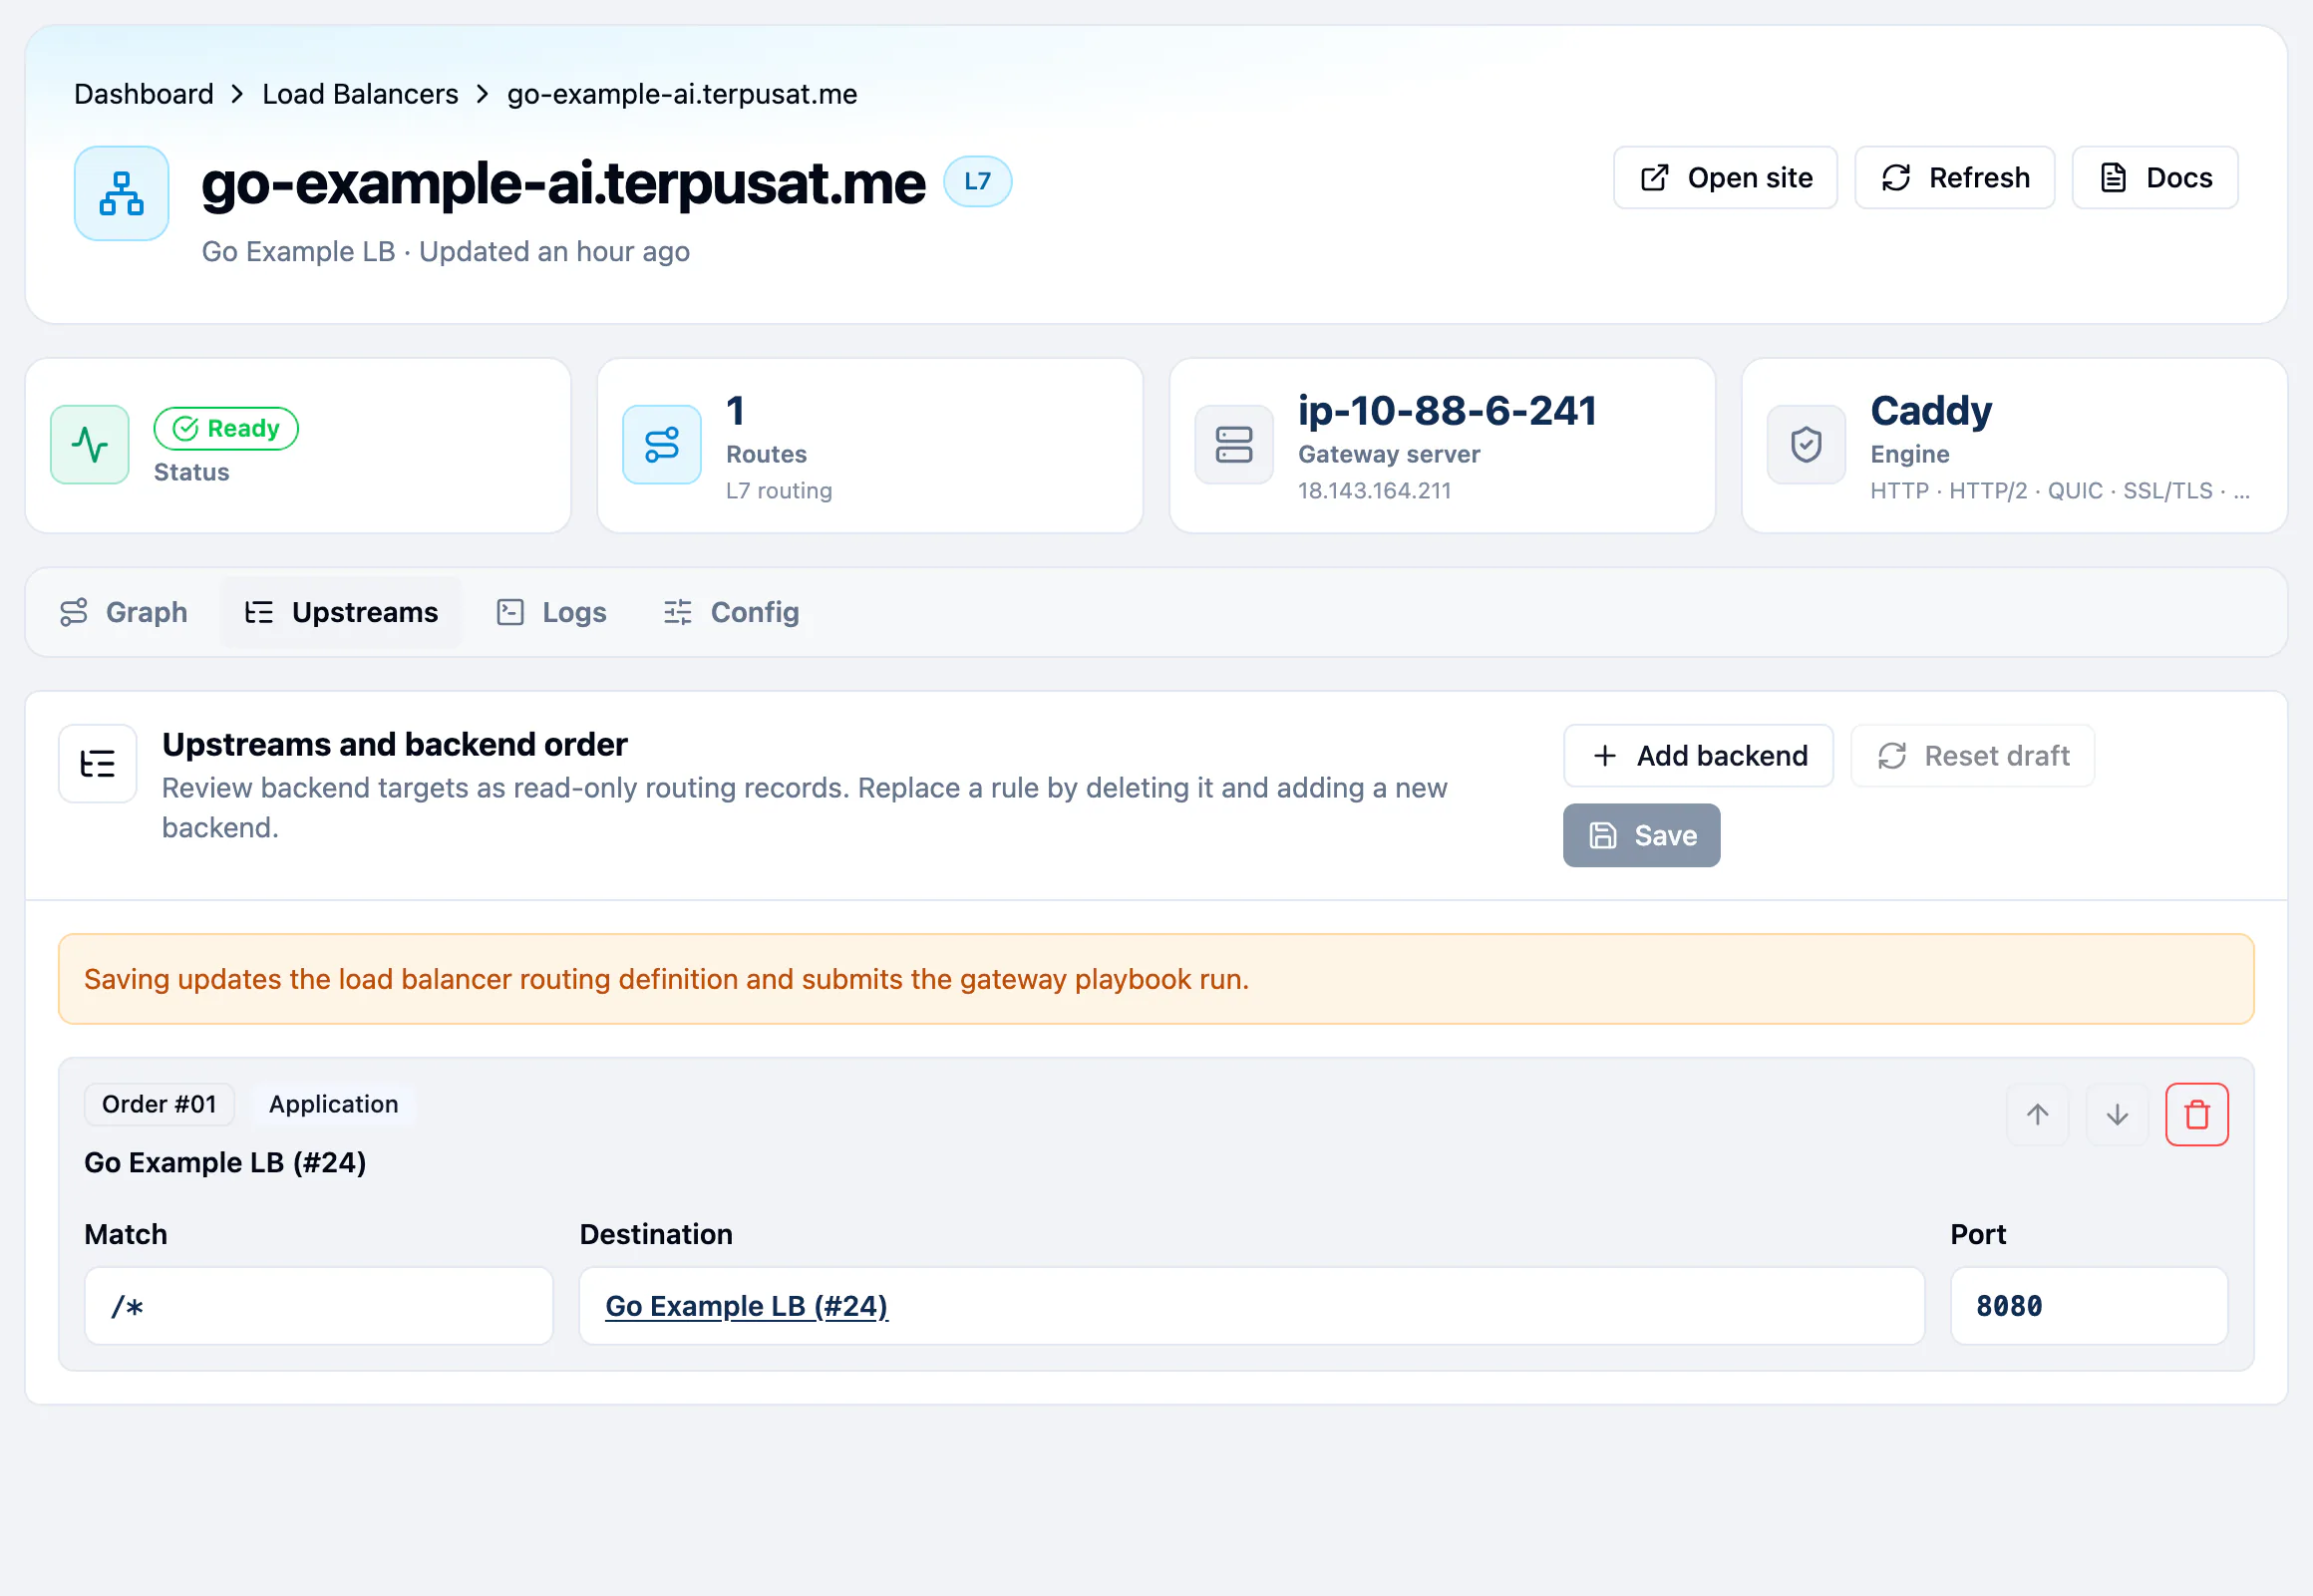 Dashboard > Load Balancers > go-example-ai.terpusat.me
go-example-ai.terpusat.me L7
Go Example LB · Updated an hour ago
Open site
Refresh
Docs
Ready
Status
1
Routes
L7 routing
ip-10-88-6-241
Gateway server
18.143.164.211
Caddy
Engine
HTTP · HTTP/2 · QUIC · SSL/TLS · ...
Graph
Upstreams
Logs
Config
Upstreams and backend order
Review backend targets as read-only routing records. Replace a rule by deleting it and adding a new
backend.
Add backend
Reset draft
Save
Saving updates the load balancer routing definition and submits the gateway playbook run.
Order #01
Application
Go Example LB (#24)
Match
Destination
Port
/*
Go Example LB (#24)
8080